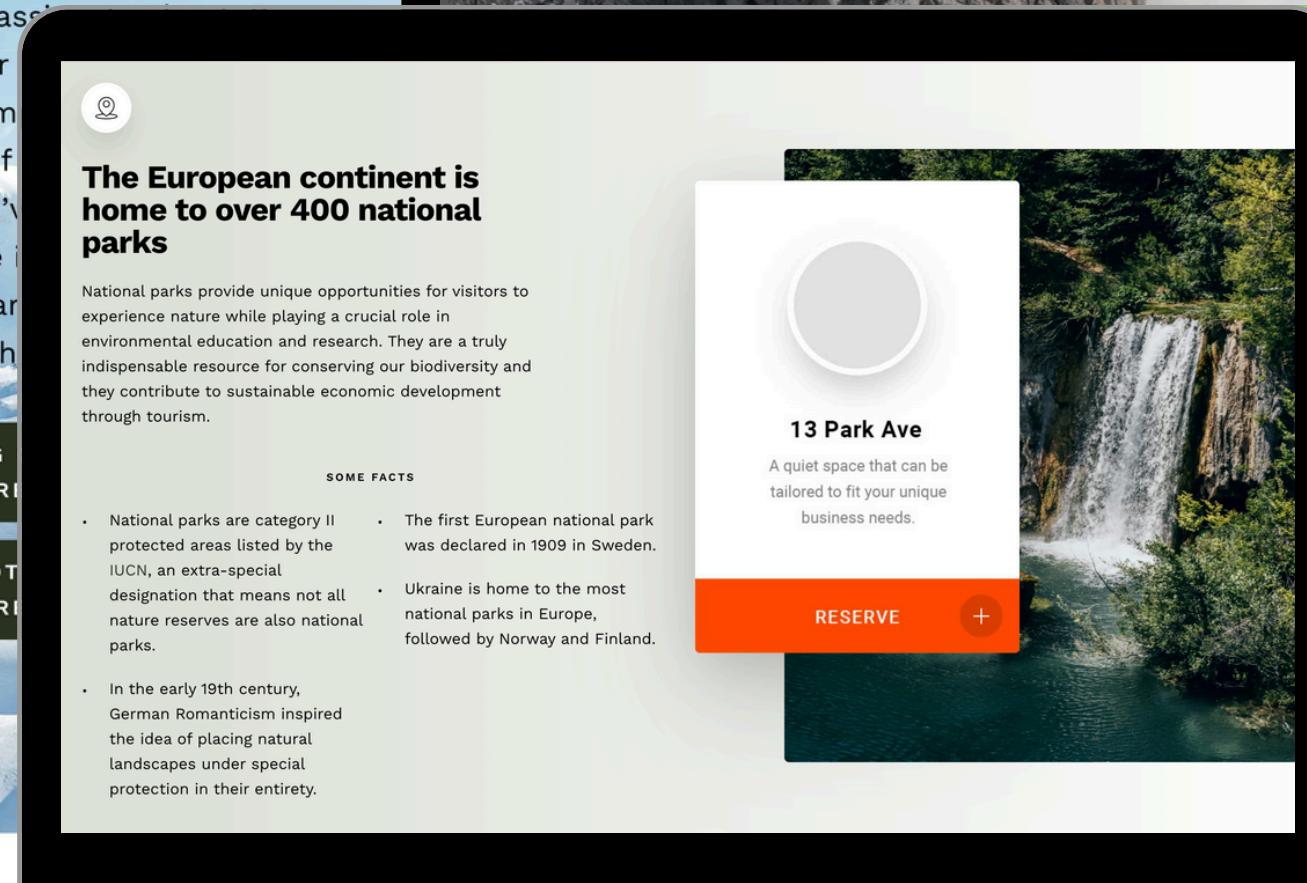 The European continent is
home to over 400 national
parks
National parks provide unique opportunities for visitors to
experience nature while playing a crucial role in
environmental education and research. They are a truly
indispensable resource for conserving our biodiversity and
they contribute to sustainable economic development
through tourism.
SOME FACTS
• National parks are category II
protected areas listed by the
IUCN, an extra-special
designation that means not all
nature reserves are also national
parks.
• In the early 19th century,
German Romanticism inspired
the idea of placing natural
landscapes under special
protection in their entirety.
• The first European national park
was declared in 1909 in Sweden.
• Ukraine is home to the most
national parks in Europe,
followed by Norway and Finland.
13 Park Ave
A quiet space that can be
tailored to fit your unique
business needs.
RESERVE +